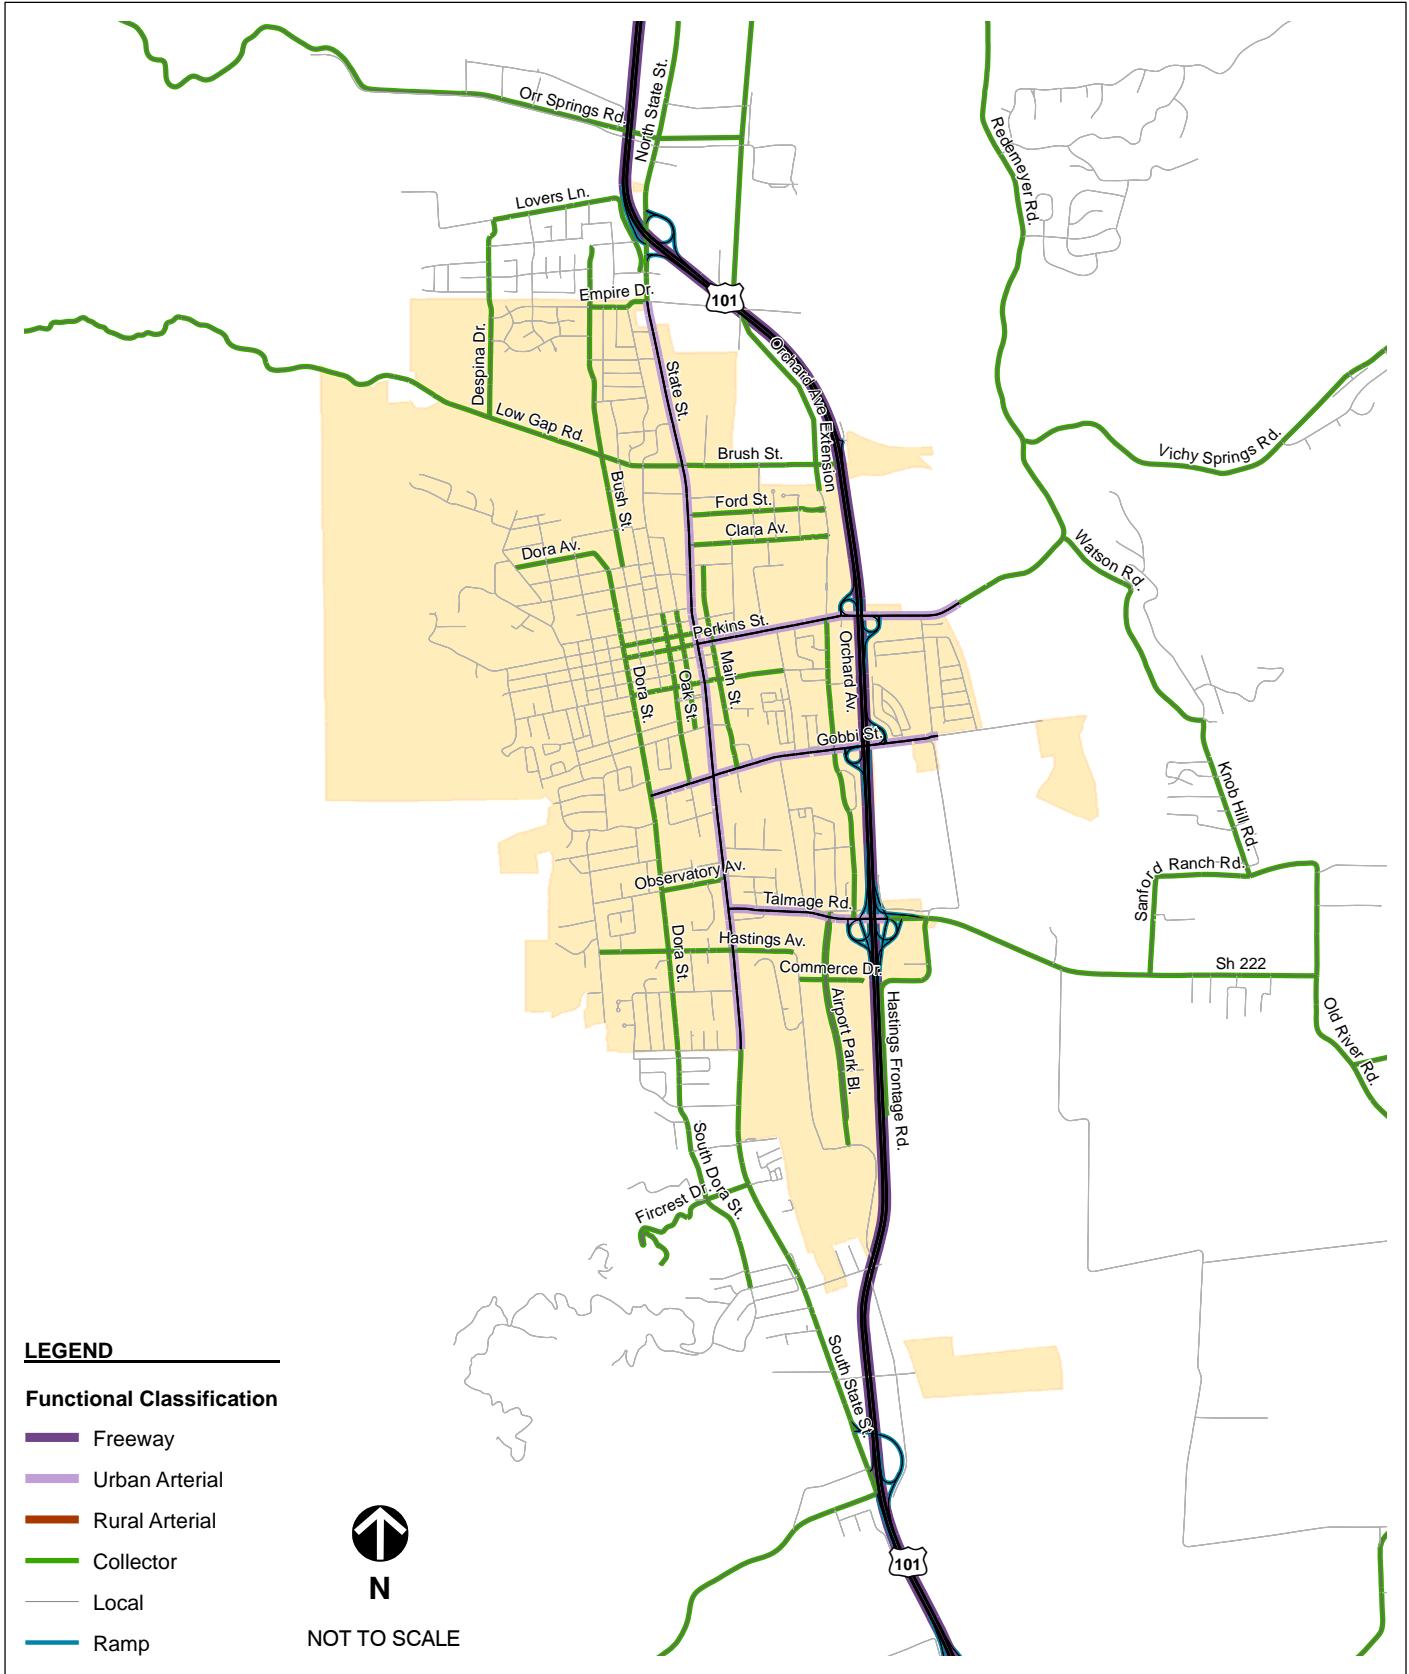 Orr Springs Rd.
North State St.
Redemeyer Rd.
Lovers Ln.
Empire Dr.
101
Despina Dr.
State St.
Orchard Ave Extension
Low Gap Rd.
Brush St.
Vichy Springs Rd.
Bush St.
Ford St.
Clara Av.
Dora Av.
Watson Rd.
Perkins St.
Dora St.
Oak St.
Main St.
Orchard Av.
Gobbi St.
Knob Hill Rd.
Observatory Av.
Talmage Rd.
Sanford Ranch Rd.
Dora St.
Hastings Av.
Commerce Dr.
Sh 222
Airport Park Bl.
Hastings Frontage Rd.
Old River Rd.
South Dora St.
Fircrest Dr.
South State St.
101
LEGEND
Functional Classification
Freeway
Urban Arterial
Rural Arterial
Collector
Local
Ramp
N
NOT TO SCALE